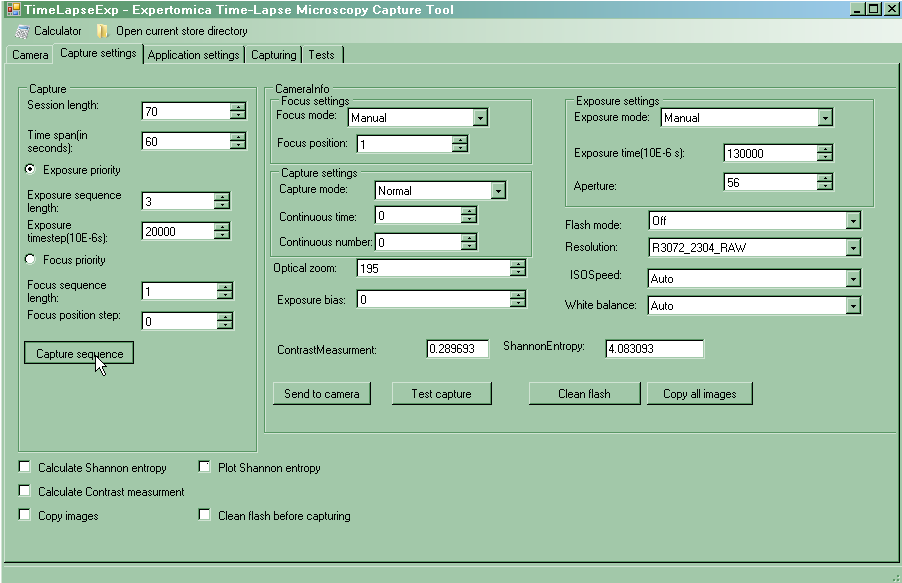 TimeLapseExp - Expertomica Time-Lapse Microscopy Capture Tool
Calculator Open current store directory
Camera Capture settings Application settings Capturing Tests
Capture
Session length: 70
Time span(in
seconds): 60
Exposure priority
Exposure sequence
length: 3
Exposure
timestep(10E-6s): 20000
Focus priority
Focus sequence
length: 1
Focus position step: 0
Capture sequence
CameraInfo
Focus settings
Focus mode: Manual
Focus position: 1
Capture settings
Capture mode: Normal
Continuous time: 0
Continuous number: 0
Optical zoom: 195
Exposure bias: 0
Exposure settings
Exposure mode: Manual
Exposure time(10E-6 s): 130000
Aperture: 56
Flash mode: Off
Resolution: R3072_2304_RAW
ISOSpeed: Auto
White balance: Auto
ContrastMeasurment: 0.289693 ShannonEntropy: 4.083093
Send to camera Test capture Clean flash Copy all images
Calculate Shannon entropy Plot Shannon entropy
Calculate Contrast measurment
Copy images Clean flash before capturing